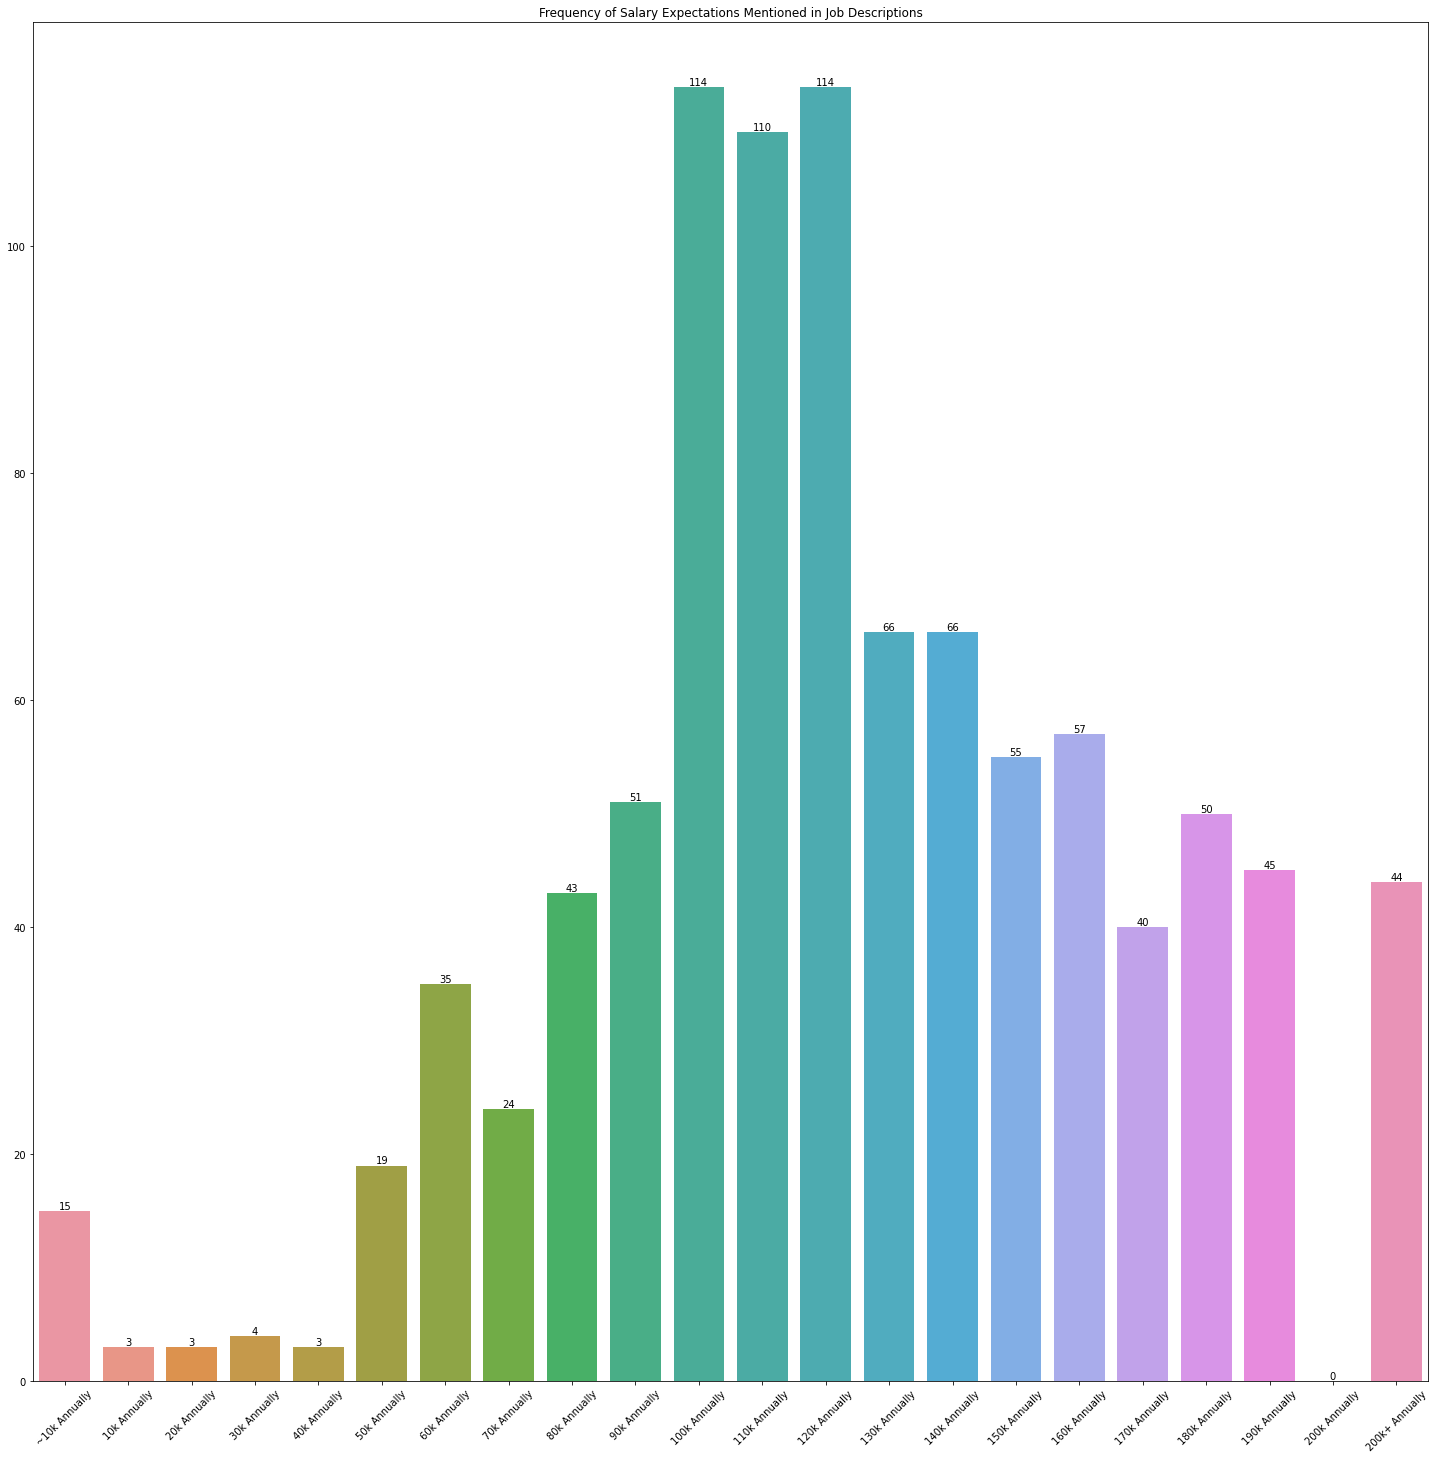 Frequency of Salary Expectations Mentioned in Job Descriptions
114
114
110
100
80
66
66
60
57
55
51
50
45
44
43
40
40
35
24
20
19
15
4
3
3
3
0
0
~10k Annually
10k Annually
20k Annually
30k Annually
40k Annually
50k Annually
60k Annually
70k Annually
80k Annually
90k Annually
100k Annually
110k Annually
120k Annually
130k Annually
140k Annually
150k Annually
160k Annually
170k Annually
180k Annually
190k Annually
200k Annually
200k+ Annually